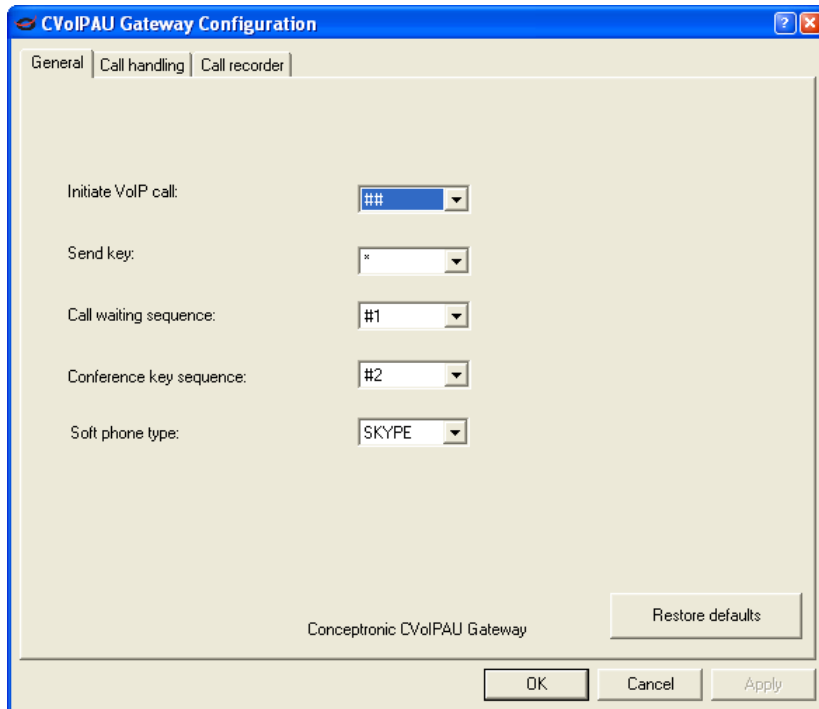 CVoIPAU Gateway Configuration
General Call handling Call recorder
Initiate VoIP call: ##
Send key: *
Call waiting sequence: #1
Conference key sequence: #2
Soft phone type: SKYPE
Restore defaults
Conceptronic CVoIPAU Gateway
OK Cancel Apply